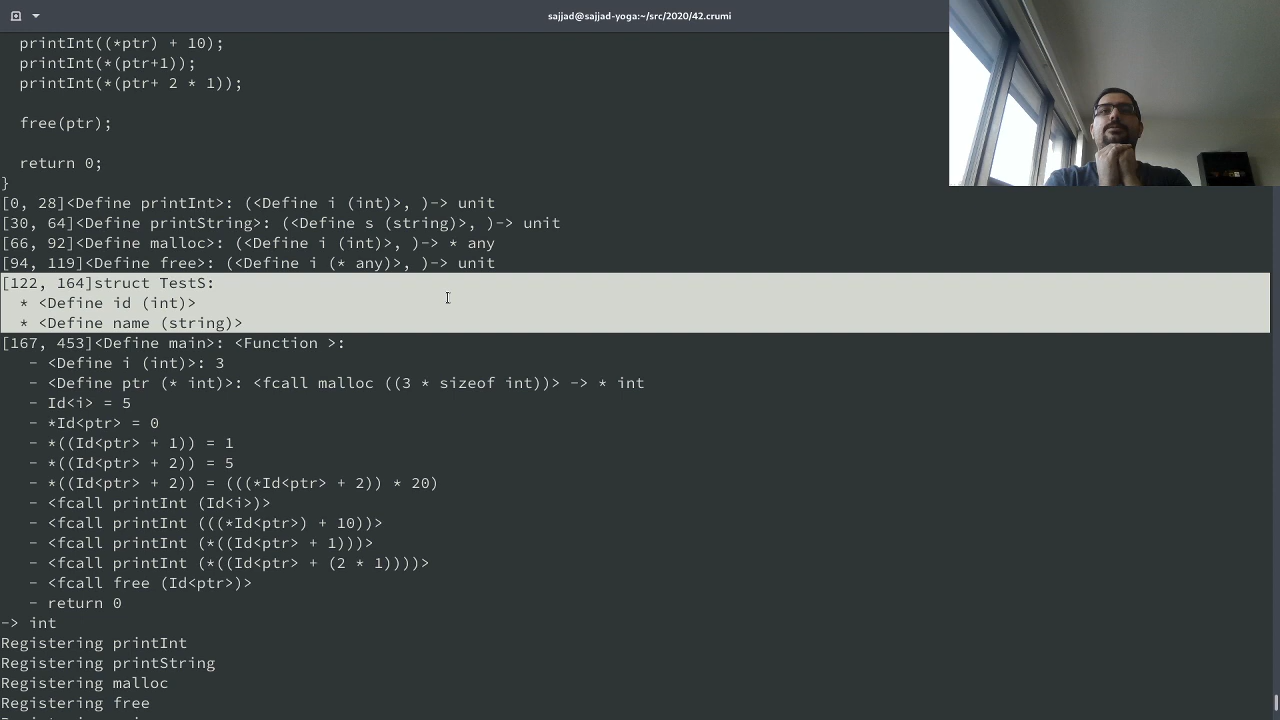 sajjad@sajjad-yoga:~/src/2020/42.crumi
printInt((*ptr) + 10);
printInt(*(ptr+1));
printInt(*(ptr+ 2 * 1));
free(ptr);
return 0;
}
[0, 28]<Define printInt>: (<Define i (int)>, )-> unit
[30, 64]<Define printString>: (<Define s (string)>, )-> unit
[66, 92]<Define malloc>: (<Define i (int)>, )-> * any
[94, 119]<Define free>: (<Define i (* any)>, )-> unit
[122, 164]struct TestS:
* <Define id (int)>
* <Define name (string)>
[167, 453]<Define main>: <Function >:
- <Define i (int)>: 3
- <Define ptr (* int)>: <fcall malloc ((3 * sizeof int))> -> * int
- Id<i> = 5
- *Id<ptr> = 0
- *((Id<ptr> + 1)) = 1
- *((Id<ptr> + 2)) = 5
- *((Id<ptr> + 2)) = (((*Id<ptr> + 2)) * 20)
- <fcall printInt (Id<i>)>
- <fcall printInt (((*Id<ptr>) + 10))>
- <fcall printInt (*((Id<ptr> + 1)))>
- <fcall printInt (*((Id<ptr> + (2 * 1))))>
- <fcall free (Id<ptr>)>
- return 0
-> int
Registering printInt
Registering printString
Registering malloc
Registering free